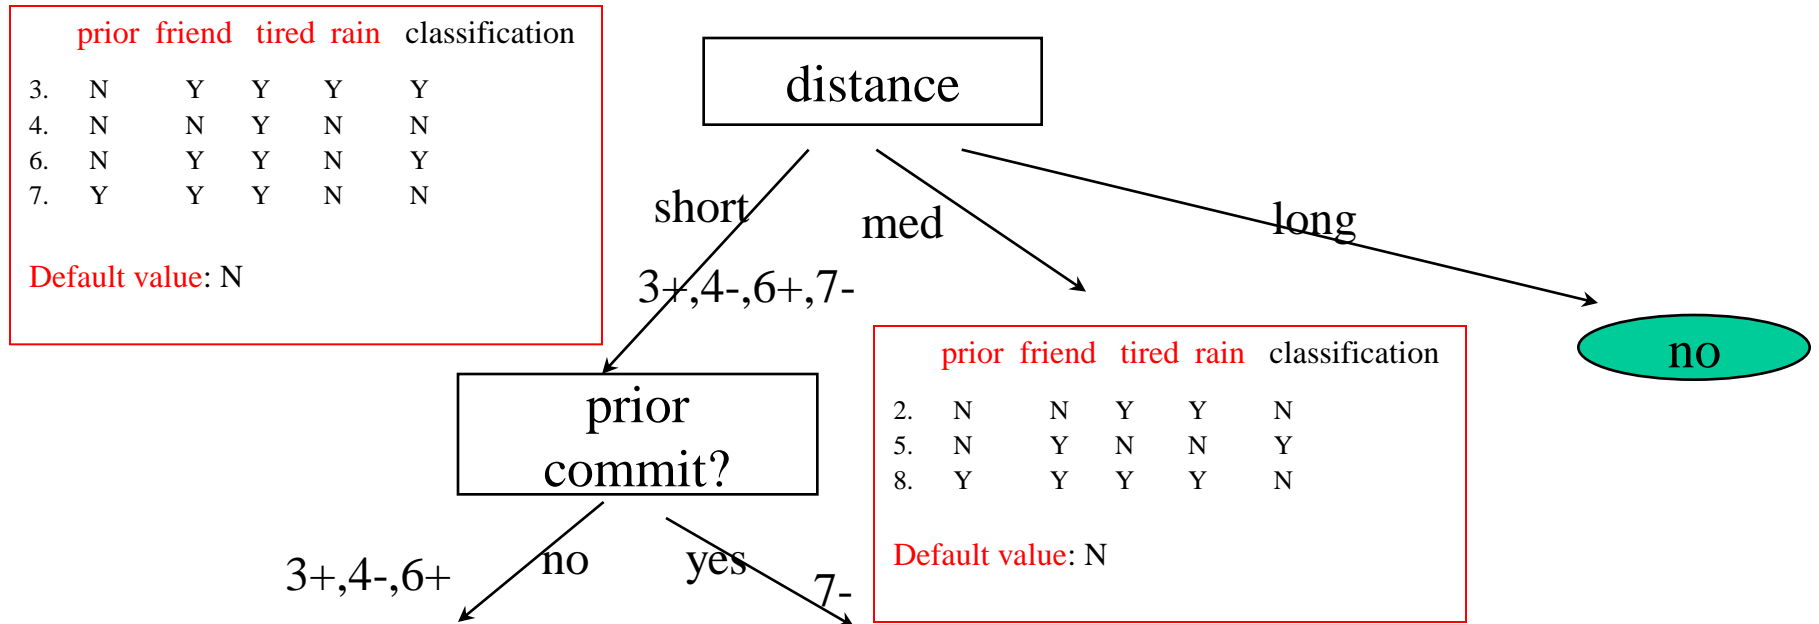 prior friend tired rain classification
3. N Y Y Y Y
4. N N Y N N
6. N Y Y N Y
7. Y Y Y N N
Default value: N
distance
short
med
long
3+,4-,6+,7-
no
prior
commit?
prior friend tired rain classification
2. N N Y Y N
5. N Y N N Y
8. Y Y Y Y N
Default value: N
3+,4-,6+
no
yes
7-